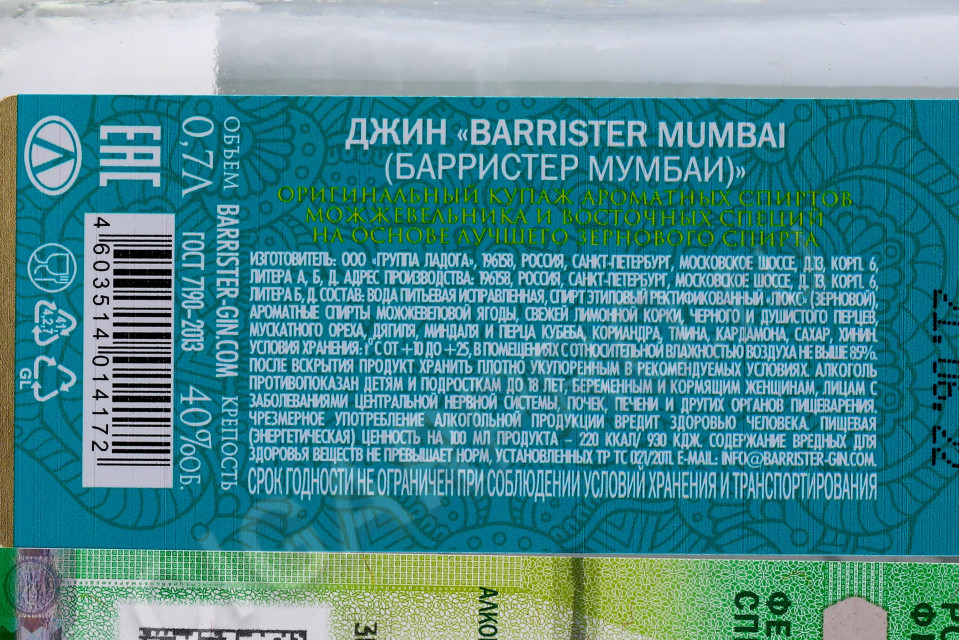 ДЖИН «BARRISTER MUMBAI
(БАРРИСТЕР МУМБАИ)»
ОРИГИНАЛЬНЫЙ КУПАЖ АРОМАТНЫХ СПИРТОВ
МОЖЖЕВЕЛЬНИКА И ВОСТОЧНЫХ СПЕЦИЙ
НА ОСНОВЕ ЛУЧШЕГО ЗЕРНОВОГО СПИРТА
ИЗГОТОВИТЕЛЬ: ООО «ГРУППА ЛАДОГА», 196158, РОССИЯ, САНКТ-ПЕТЕРБУРГ, МОСКОВСКОЕ ШОССЕ, Д.13, КОРП. 6,
ЛИТЕРА А, Б, Д. АДРЕС ПРОИЗВОДСТВА: 196158, РОССИЯ, САНКТ-ПЕТЕРБУРГ, МОСКОВСКОЕ ШОССЕ, Д. 13, КОРП. 6,
ЛИТЕРА Б, Д. СОСТАВ: ВОДА ПИТЬЕВАЯ ИСПРАВЛЕННАЯ, СПИРТ ЭТИЛОВЫЙ РЕКТИФИКОВАННЫЙ «ЛЮКС» (ЗЕРНОВОЙ),
АРОМАТНЫЕ СПИРТЫ МОЖЖЕВЕЛОВОЙ ЯГОДЫ, СВЕЖЕЙ ЛИМОННОЙ КОРКИ, ЧЕРНОГО И ДУШИСТОГО ПЕРЦЕВ,
МУСКАТНОГО ОРЕХА, ДЯГИЛЯ, МИНДАЛЯ И ПЕРЦА КУБЕБА, КОРИАНДРА, ТМИНА, КАРДАМОНА, САХАР, ХИНИН.
УСЛОВИЯ ХРАНЕНИЯ: t°С ОТ +10 ДО +25, В ПОМЕЩЕНИЯХ С ОТНОСИТЕЛЬНОЙ ВЛАЖНОСТЬЮ ВОЗДУХА НЕ ВЫШЕ 85%.
ПОСЛЕ ВСКРЫТИЯ ПРОДУКТ ХРАНИТЬ ПЛОТНО УКУПОРЕННЫМ В РЕКОМЕНДУЕМЫХ УСЛОВИЯХ. АЛКОГОЛЬ
ПРОТИВОПОКАЗАН ДЕТЯМ И ПОДРОСТКАМ ДО 18 ЛЕТ, БЕРЕМЕННЫМ И КОРМЯЩИМ ЖЕНЩИНАМ, ЛИЦАМ С
ЗАБОЛЕВАНИЯМИ ЦЕНТРАЛЬНОЙ НЕРВНОЙ СИСТЕМЫ, ПОЧЕК, ПЕЧЕНИ И ДРУГИХ ОРГАНОВ ПИЩЕВАРЕНИЯ.
ЧРЕЗМЕРНОЕ УПОТРЕБЛЕНИЕ АЛКОГОЛЬНОЙ ПРОДУКЦИИ ВРЕДИТ ЗДОРОВЬЮ ЧЕЛОВЕКА. ПИЩЕВАЯ
(ЭНЕРГЕТИЧЕСКАЯ) ЦЕННОСТЬ НА 100 МЛ ПРОДУКТА – 220 ККАЛ/ 930 КДЖ. СОДЕРЖАНИЕ ВРЕДНЫХ ДЛЯ
ЗДОРОВЬЯ ВЕЩЕСТВ НЕ ПРЕВЫШАЕТ НОРМ, УСТАНОВЛЕННЫХ ТР ТС 021/2011. E-MAIL: INFO@BARRISTER-GIN.COM.
СРОК ГОДНОСТИ НЕ ОГРАНИЧЕН ПРИ СОБЛЮДЕНИИ УСЛОВИЙ ХРАНЕНИЯ И ТРАНСПОРТИРОВАНИЯ
ОБЪЕМ BARRISTER-GIN.COM КРЕПОСТЬ
0,7Л ГОСТ 7190-2013 40%ОБ.
EAC
4603514014172
GL
АЛКО
ФЕ
СП